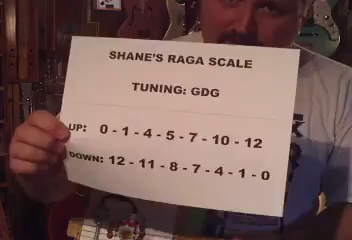 SHANE'S RAGA SCALE
TUNING: GDG
UP: 0 - 1 - 4 - 5 - 7 - 10 - 12
DOWN: 12 - 11 - 8 - 7 - 4 - 1 - 0